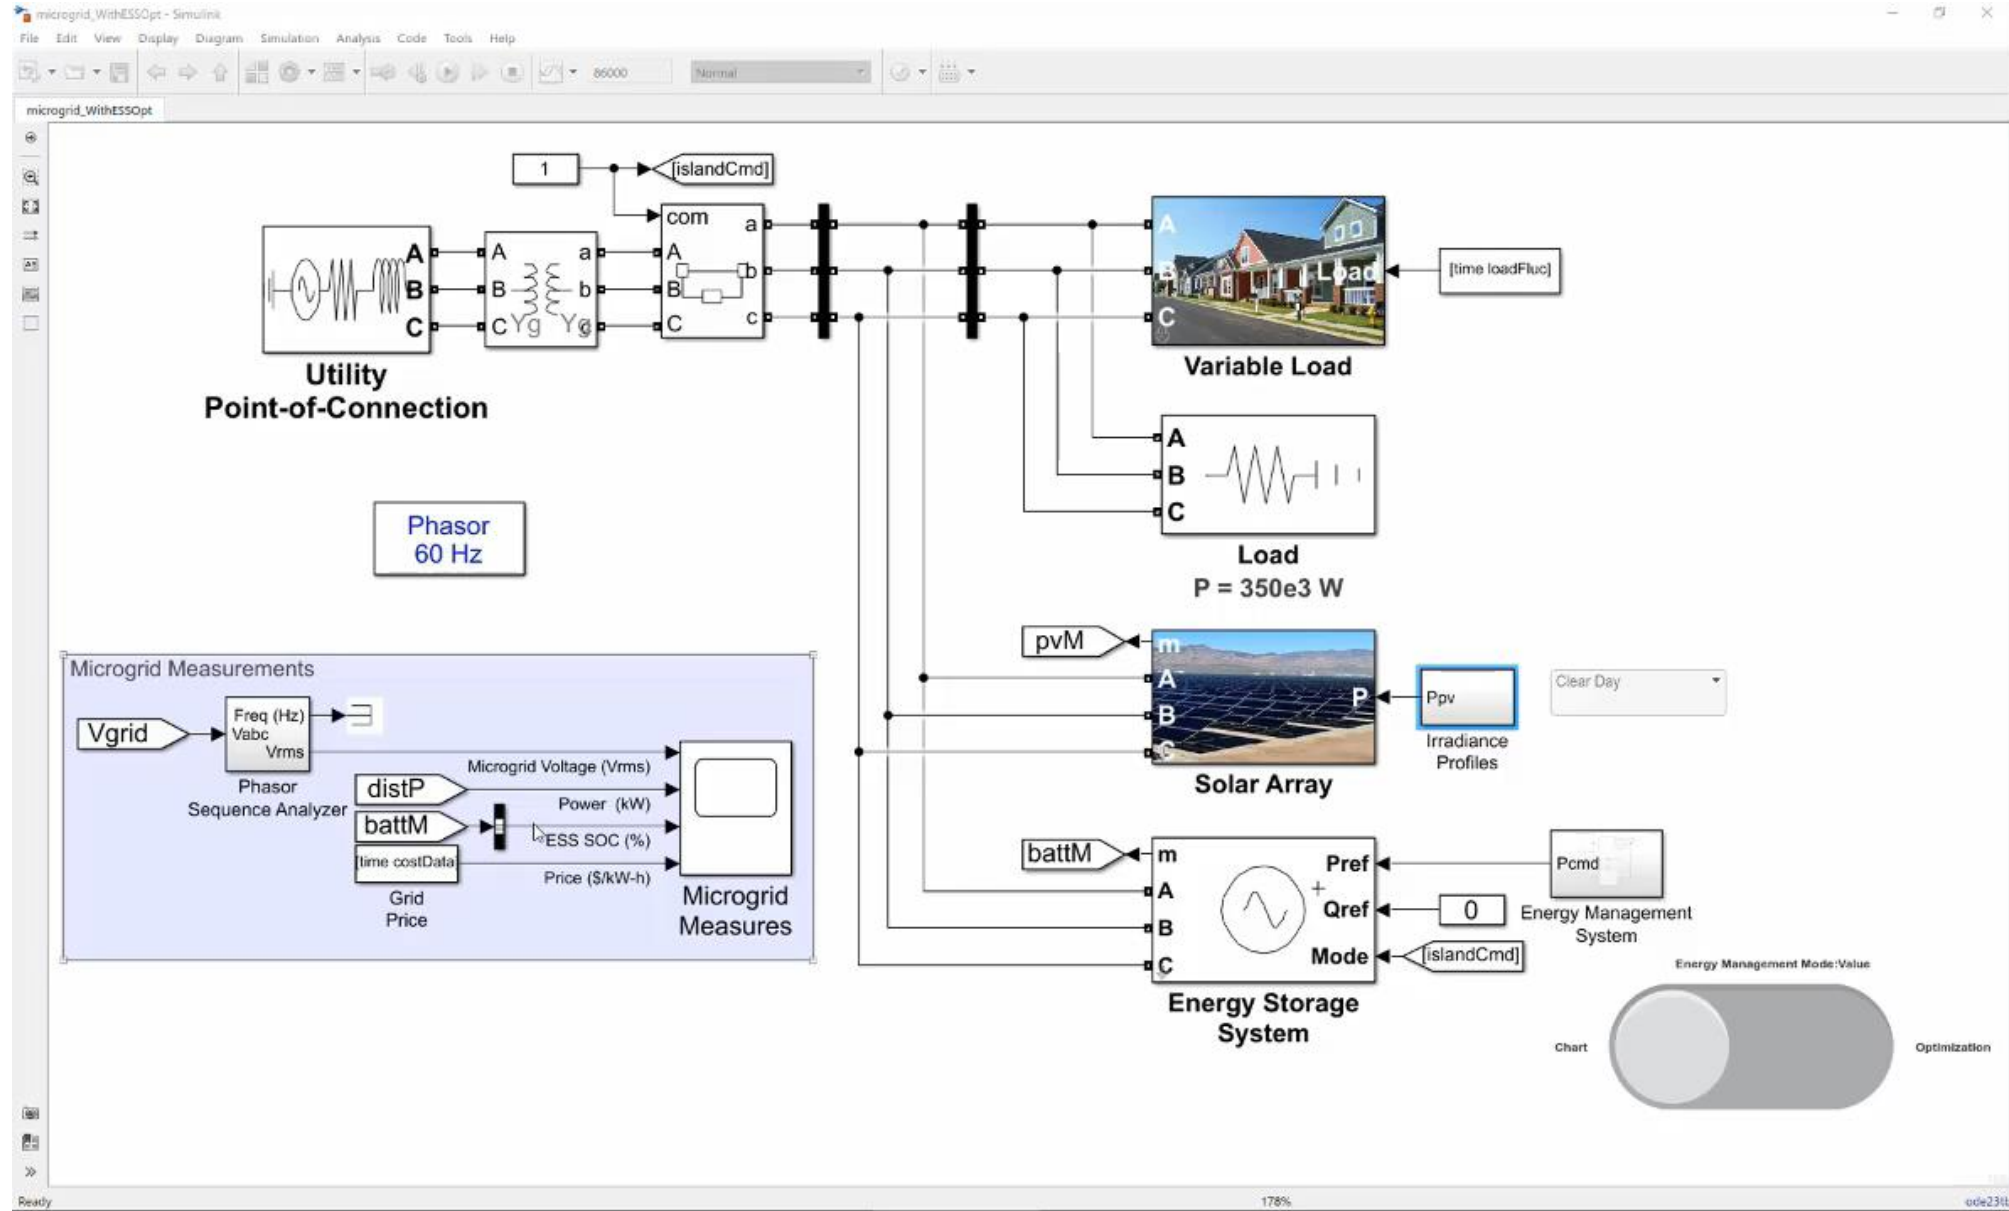 microgrid_WithESSOpt - Simulink
File Edit View Display Diagram Simulation Analysis Code Tools Help
86000 Normal
microgrid_WithESSOpt
1 [islandCmd]
com
A B C
A B C a b c
Yg Yg
A B C a b c
Utility
Point-of-Connection
A
B
C
Load
[time loadFluc]
Variable Load
A
B
C
Load
P = 350e3 W
Phasor
60 Hz
pvM
m
A
B
C
P
Ppv
Clear Day
Irradiance
Profiles
Solar Array
Microgrid Measurements
Vgrid
Freq (Hz)
Vabc
Vrms
Phasor
Sequence Analyzer
Microgrid Voltage (Vrms)
distP
Power (kW)
battM
ESS SOC (%)
[time costData
Price ($/kW-h)
Grid
Price
Microgrid
Measures
battM
m
A
B
C
Pref
Qref
Mode
Pcmd
0
[islandCmd]
Energy Management
System
Energy Storage
System
Energy Management Mode:Value
Chart
Optimization
Ready 178% ode23tb